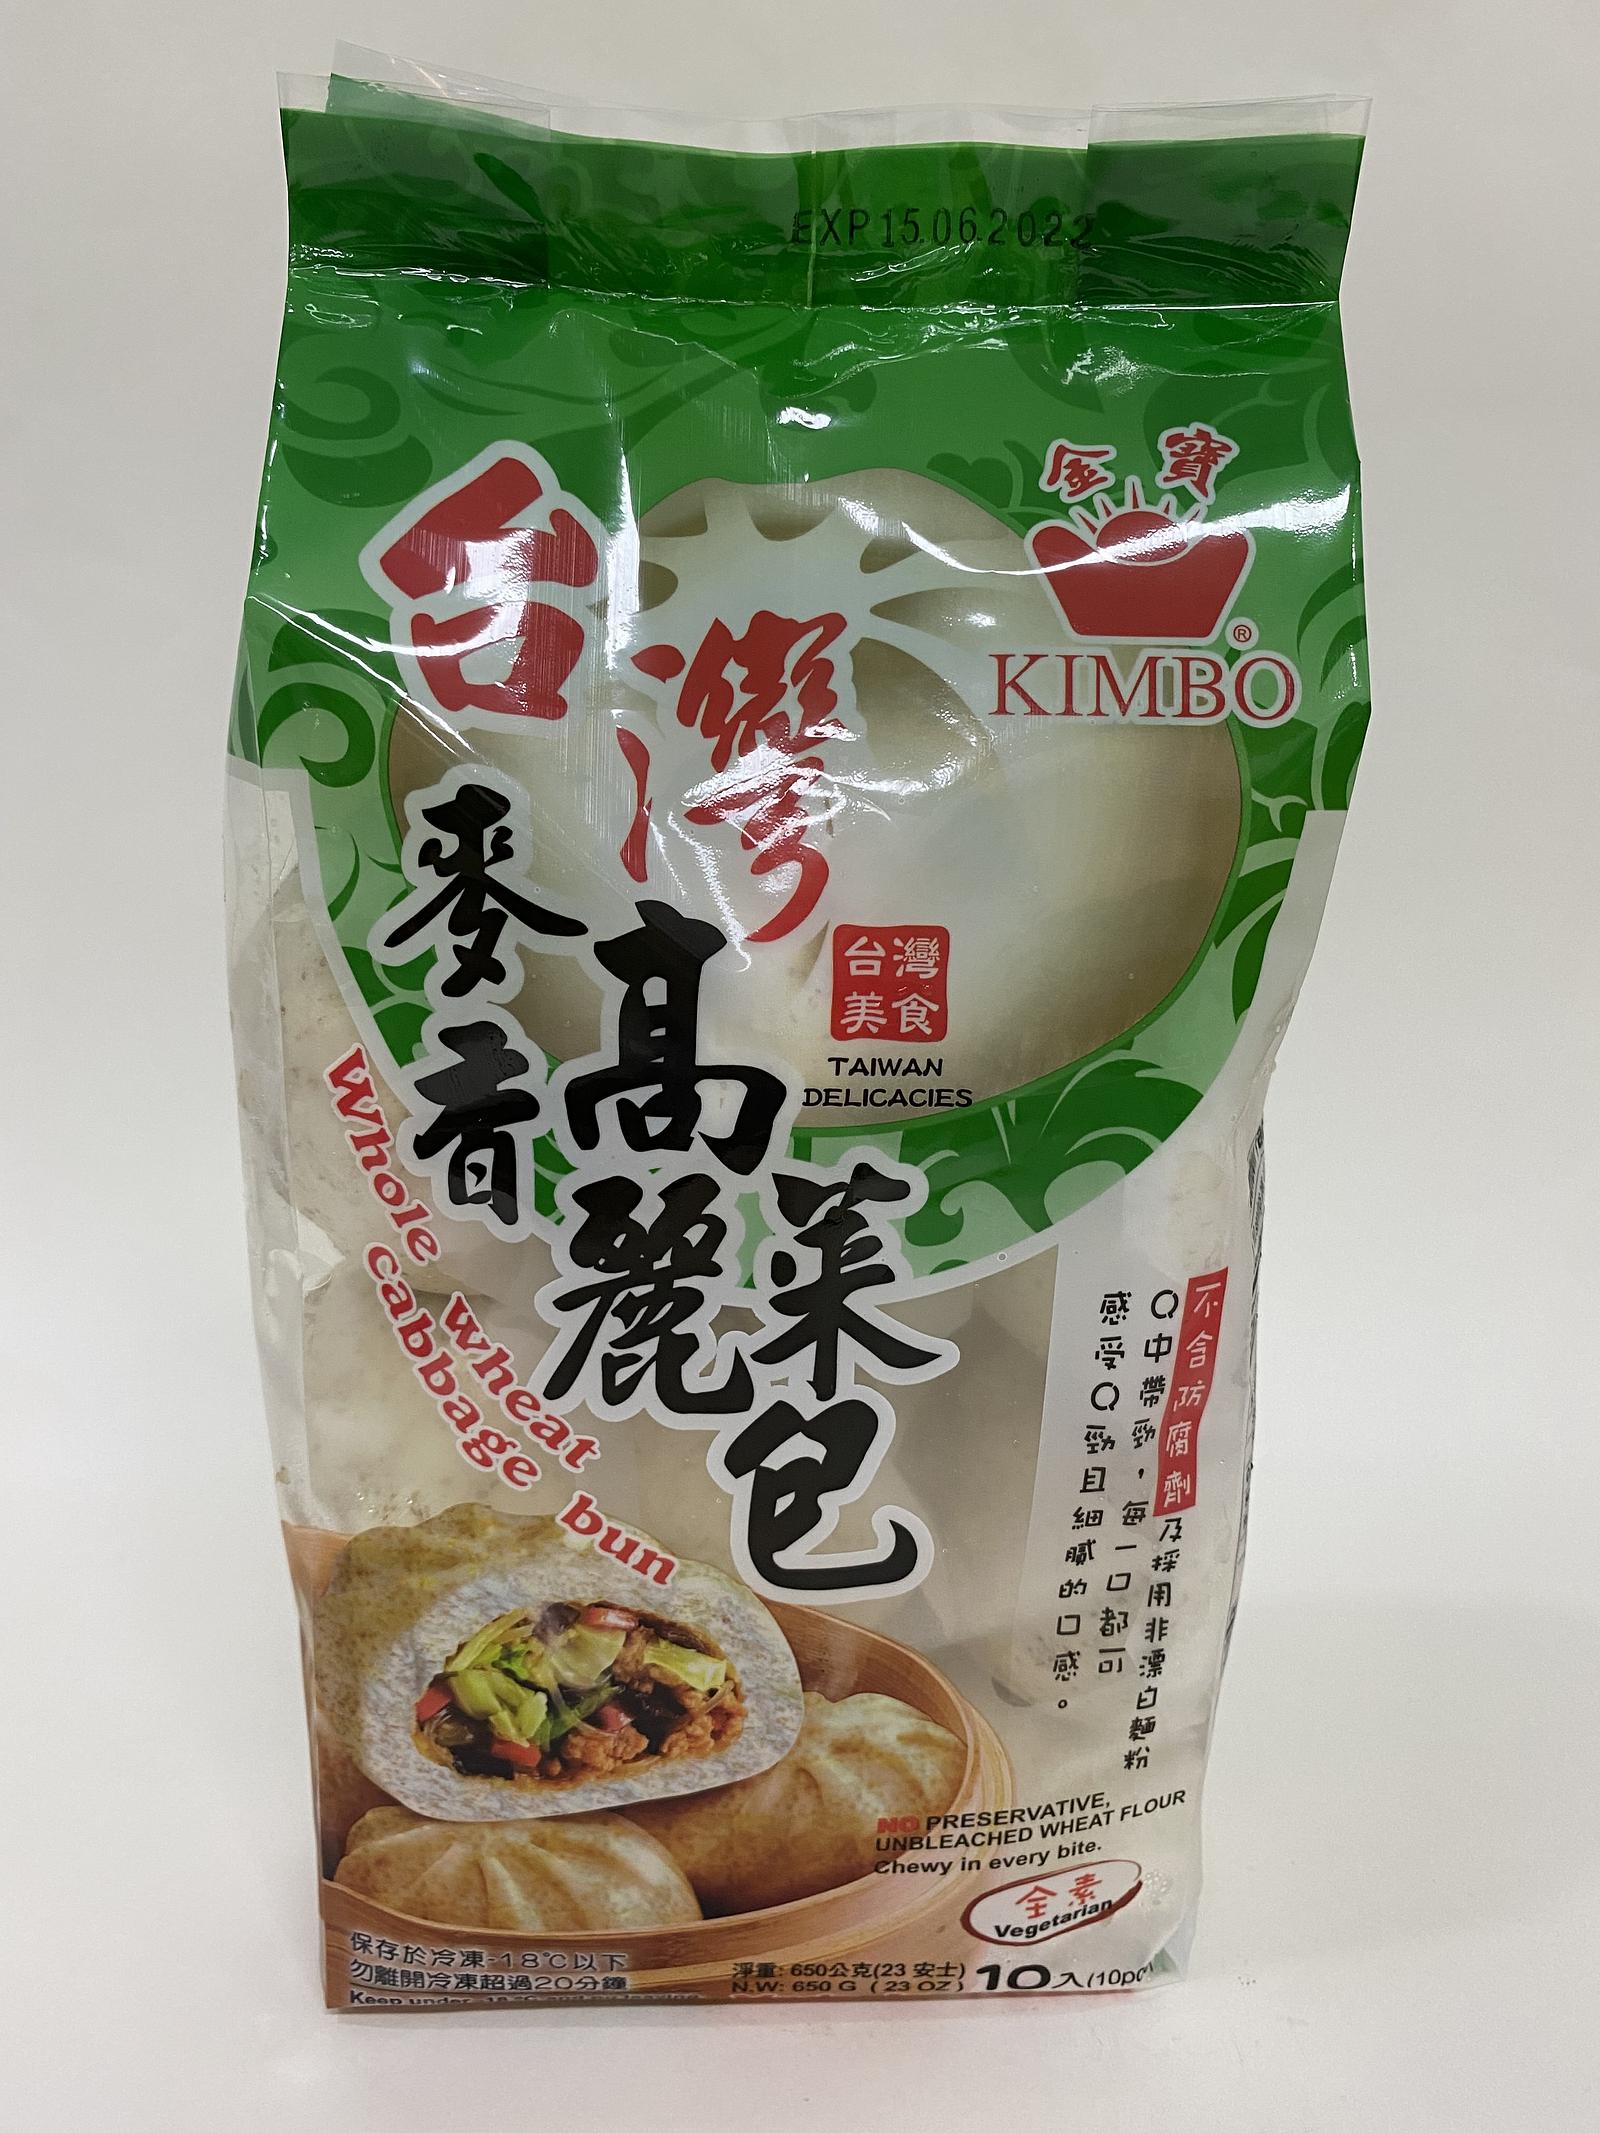 EXP 15.06.2022
金寶
®
KIMBO
台灣
麥香
高麗菜包
台灣
美食
TAIWAN
DELICACIES
Whole wheat bun
cabbage
不含防腐劑及採用非漂白麵粉
Q中帶勁，每一口都可
感受Q勁且細膩的口感。
NO PRESERVATIVE,
UNBLEACHED WHEAT FLOUR
Chewy in every bite.
全素
Vegetarian
保存於冷凍-18℃以下
勿離開冷凍超過20分鐘
Keep under -18℃ and
淨重: 650公克(23 安士)
N.W: 650 G (23 OZ)
10入(10pc